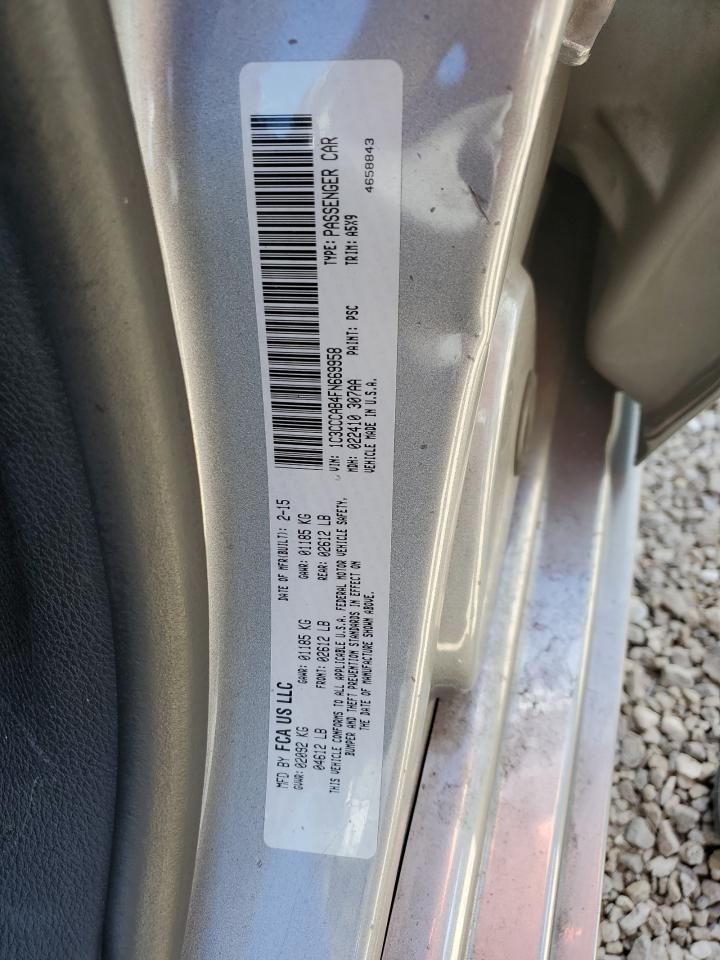 MFD BY FCA US LLC DATE OF MFR(BUILT): 2-15
GVWR: 02092 KG GAWR: 01185 KG GAWR: 01185 KG
04612 LB FRONT: 02612 LB REAR: 02612 LB
THIS VEHICLE CONFORMS TO ALL APPLICABLE U.S.A. FEDERAL MOTOR VEHICLE SAFETY,
BUMPER AND THEFT PREVENTION STANDARDS IN EFFECT ON
THE DATE OF MANUFACTURE SHOWN ABOVE.
VIN: 1C3CCCAB4FN669958 TYPE: PASSENGER CAR
MDH: 022410 307AA PAINT: PSC TRIM: A5X9
VEHICLE MADE IN U.S.A.
4658843